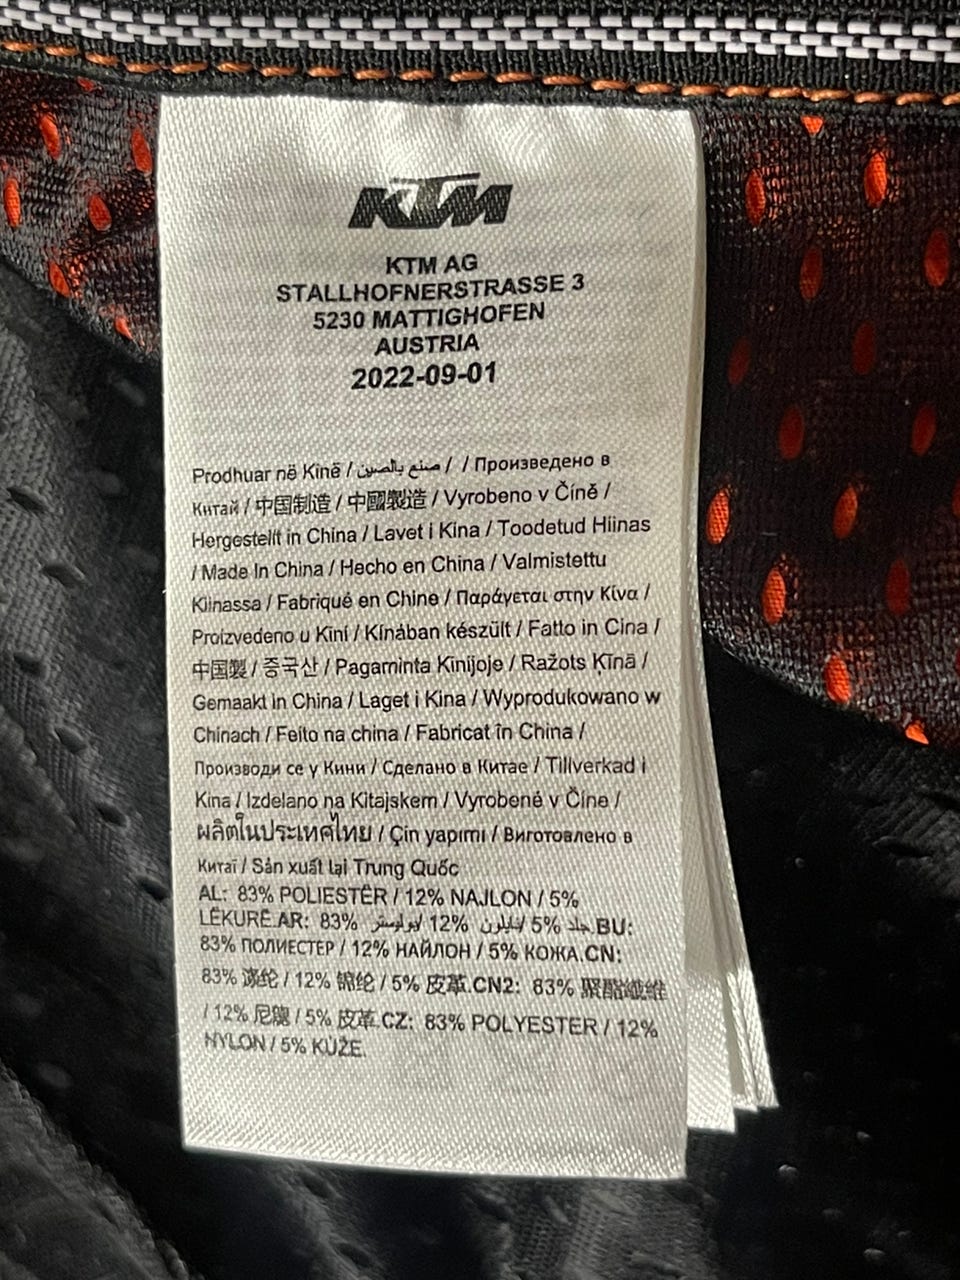 KTM
KTM AG
STALLHOFNERSTRASSE 3
5230 MATTIGHOFEN
AUSTRIA
2022-09-01
Prodhuar në Kinë / صنع بالصين / / Произведено в
Китай / 中国制造 / 中國製造 / Vyrobeno v Číně /
Hergestellt in China / Lavet i Kina / Toodetud Hiinas
/ Made In China / Hecho en China / Valmistettu
Kiinassa / Fabriqué en Chine / Παράγεται στην Κίνα /
Proizvedeno u Kini / Kínában készült / Fatto in Cina /
中国製 / 중국산 / Pagaminta Kinijoje / Ražots Ķīnā /
Gemaakt in China / Laget i Kina / Wyprodukowano w
Chinach / Feito na china / Fabricat în China /
Производи се у Кини / Сделано в Китае / Tillverkad i
Kina / Izdelano na Kitajskem / Vyrobené v Číne /
ผลิตในประเทศไทย / Çin yapımı / Виготовлено в
Китаї / Sản xuất lại Trung Quốc
AL: 83% POLIESTËR / 12% NAJLON / 5%
LËKURË.AR: 83% بوليستر / 12% نايلون / 5% جلد.BU:
83% ПОЛИЕСТЕР / 12% НАЙЛОН / 5% КОЖА.CN:
83% 涤纶 / 12% 锦纶 / 5% 皮革.CN2: 83% 聚酯纖維
/ 12% 尼龍 / 5% 皮革.CZ: 83% POLYESTER / 12%
NYLON / 5% KŮŽE.